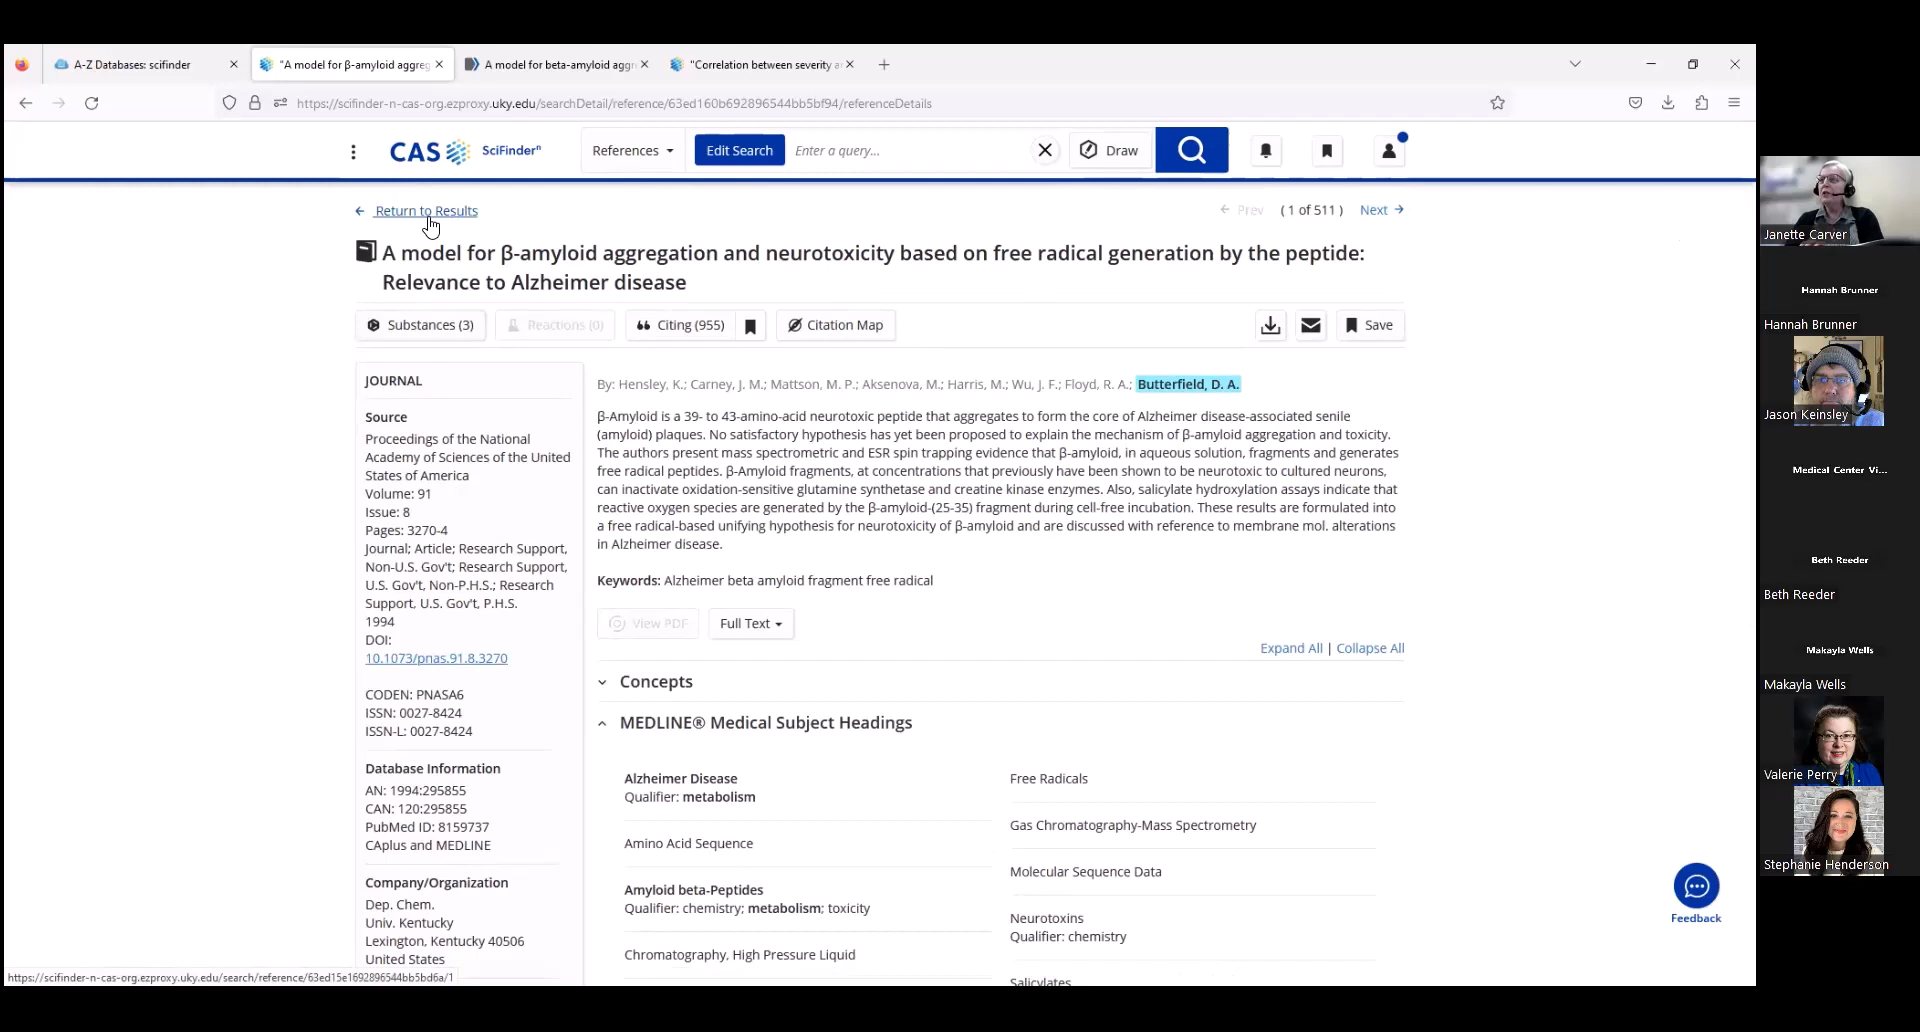 A-Z Databases: scifinder
"A model for β-amyloid aggreg
A model for beta-amyloid aggr
"Correlation between severity a
https://scifinder-n-cas-org.ezproxy.uky.edu/searchDetail/reference/63ed160b692896544bb5bf94/referenceDetails
CAS SciFinderⁿ
References
Edit Search
Enter a query...
Draw
Return to Results
Prev (1 of 511) Next
A model for β-amyloid aggregation and neurotoxicity based on free radical generation by the peptide:
Relevance to Alzheimer disease
Substances (3)
Reactions (0)
Citing (955)
Citation Map
Save
JOURNAL
Source
Proceedings of the National
Academy of Sciences of the United
States of America
Volume: 91
Issue: 8
Pages: 3270-4
Journal; Article; Research Support,
Non-U.S. Gov't; Research Support,
U.S. Gov't, Non-P.H.S.; Research
Support, U.S. Gov't, P.H.S.
1994
DOI:
10.1073/pnas.91.8.3270
CODEN: PNASA6
ISSN: 0027-8424
ISSN-L: 0027-8424
Database Information
AN: 1994:295855
CAN: 120:295855
PubMed ID: 8159737
CAplus and MEDLINE
Company/Organization
Dep. Chem.
Univ. Kentucky
Lexington, Kentucky 40506
United States
By: Hensley, K.; Carney, J. M.; Mattson, M. P.; Aksenova, M.; Harris, M.; Wu, J. F.; Floyd, R. A.; Butterfield, D. A.
β-Amyloid is a 39- to 43-amino-acid neurotoxic peptide that aggregates to form the core of Alzheimer disease-associated senile
(amyloid) plaques. No satisfactory hypothesis has yet been proposed to explain the mechanism of β-amyloid aggregation and toxicity.
The authors present mass spectrometric and ESR spin trapping evidence that β-amyloid, in aqueous solution, fragments and generates
free radical peptides. β-Amyloid fragments, at concentrations that previously have been shown to be neurotoxic to cultured neurons,
can inactivate oxidation-sensitive glutamine synthetase and creatine kinase enzymes. Also, salicylate hydroxylation assays indicate that
reactive oxygen species are generated by the β-amyloid-(25-35) fragment during cell-free incubation. These results are formulated into
a free radical-based unifying hypothesis for neurotoxicity of β-amyloid and are discussed with reference to membrane mol. alterations
in Alzheimer disease.
Keywords: Alzheimer beta amyloid fragment free radical
View PDF
Full Text
Expand All | Collapse All
Concepts
MEDLINE® Medical Subject Headings
Alzheimer Disease
Qualifier: metabolism
Amino Acid Sequence
Amyloid beta-Peptides
Qualifier: chemistry; metabolism; toxicity
Chromatography, High Pressure Liquid
Free Radicals
Gas Chromatography-Mass Spectrometry
Molecular Sequence Data
Neurotoxins
Qualifier: chemistry
Salicylates
Feedback
https://scifinder-n-cas-org.ezproxy.uky.edu/search/reference/63ed15e1692896544bb5bd6a/1
Janette Carver
Hannah Brunner
Hannah Brunner
Jason Keinsley
Medical Center Vi...
Beth Reeder
Beth Reeder
Makayla Wells
Makayla Wells
Valerie Perry
Stephanie Henderson